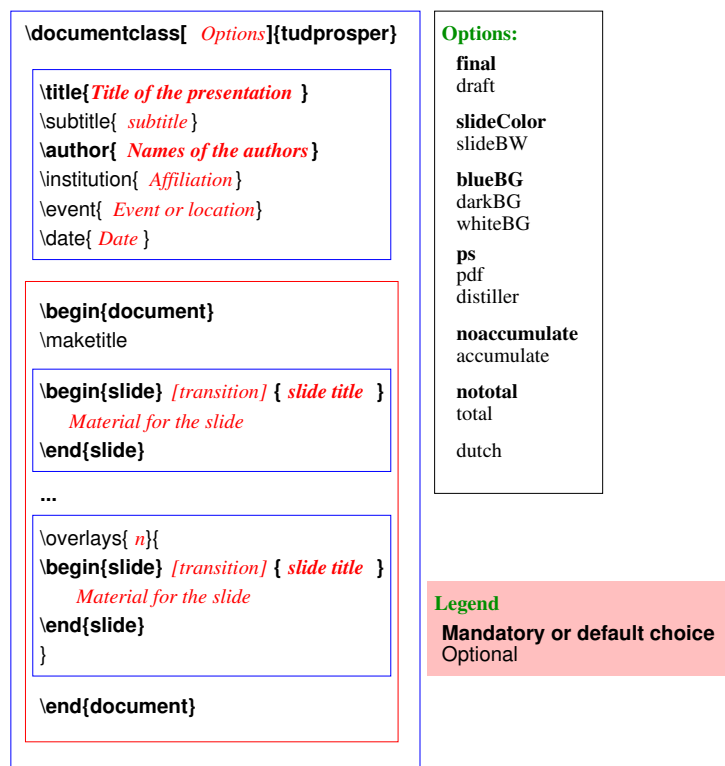 \documentclass[ Options]{tudprosper}
\title{Title of the presentation }
\subtitle{ subtitle }
\author{ Names of the authors}
\institution{ Affiliation }
\event{ Event or location}
\date{ Date }
\begin{document}
\maketitle
\begin{slide} [transition] { slide title }
Material for the slide
\end{slide}
...
\overlays{ n}{
\begin{slide} [transition] { slide title }
Material for the slide
\end{slide}
}
\end{document}
Options:
final
draft
slideColor
slideBW
blueBG
darkBG
whiteBG
ps
pdf
distiller
noaccumulate
accumulate
nototal
total
dutch
Legend
Mandatory or default choice
Optional